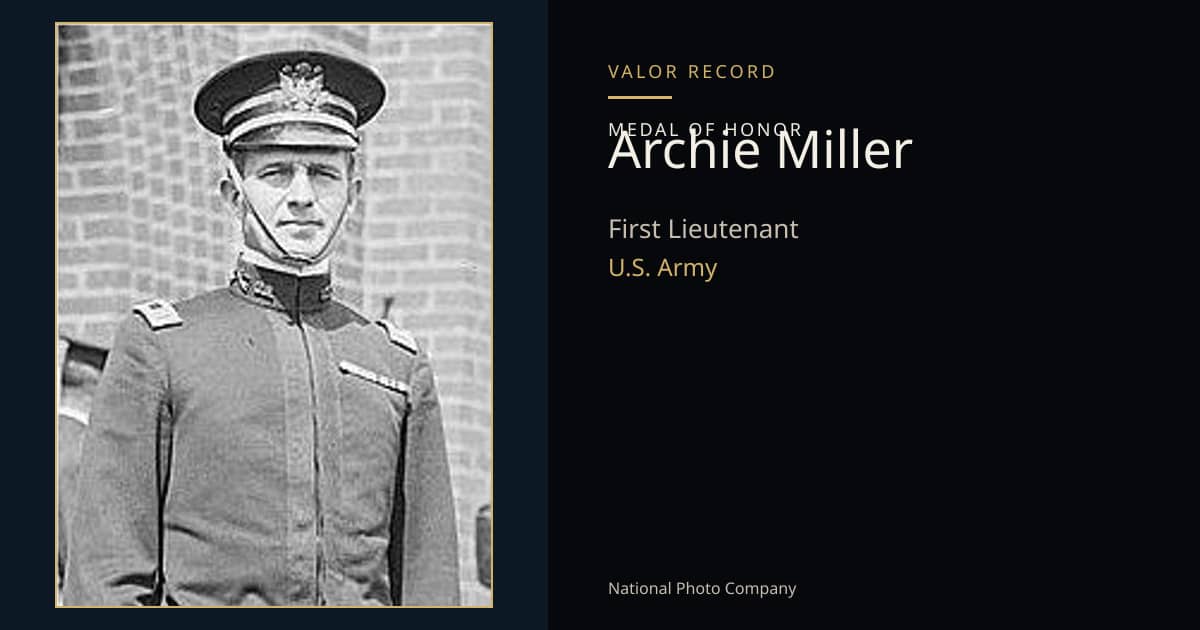 VALOR RECORD
MEDAL OF HONOR
Archie Miller
First Lieutenant
U.S. Army
National Photo Company